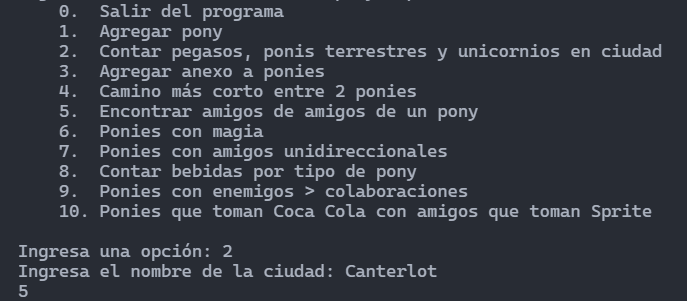 0. Salir del programa
1. Agregar pony
2. Contar pegasos, ponis terrestres y unicornios en ciudad
3. Agregar anexo a ponies
4. Camino más corto entre 2 ponies
5. Encontrar amigos de amigos de un pony
6. Ponies con magia
7. Ponies con amigos unidireccionales
8. Contar bebidas por tipo de pony
9. Ponies con enemigos > colaboraciones
10. Ponies que toman Coca Cola con amigos que toman Sprite
Ingresa una opción: 2
Ingresa el nombre de la ciudad: Canterlot
5